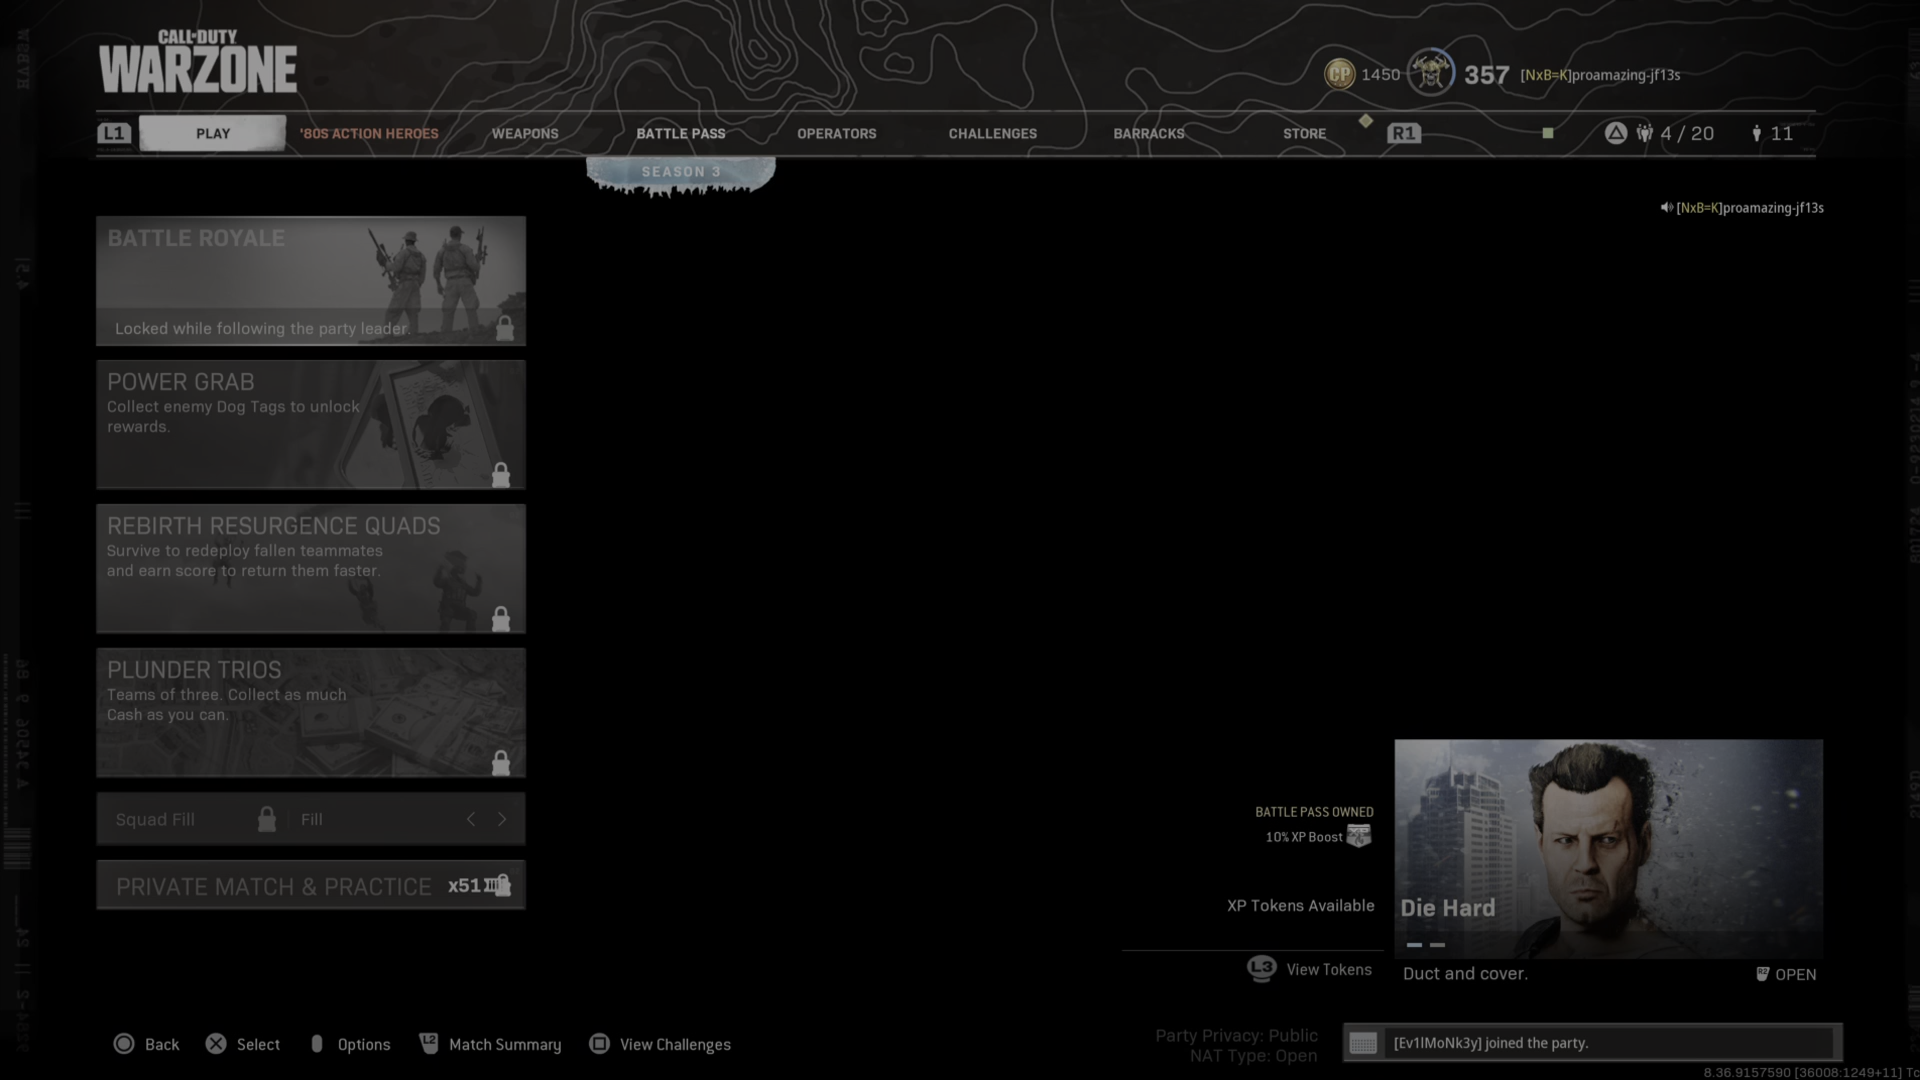 CALL OF DUTY
WARZONE
CP 1450 357 [NxB=K]proamazing-jf13s
L1 PLAY '80S ACTION HEROES WEAPONS BATTLE PASS OPERATORS CHALLENGES BARRACKS STORE R1 4 / 20 11
SEASON 3
[NxB=K]proamazing-jf13s
BATTLE ROYALE
Locked while following the party leader.
POWER GRAB
Collect enemy Dog Tags to unlock
rewards.
REBIRTH RESURGENCE QUADS
Survive to redeploy fallen teammates
and earn score to return them faster.
PLUNDER TRIOS
Teams of three. Collect as much
Cash as you can.
Squad Fill Fill
PRIVATE MATCH & PRACTICE x51
BATTLE PASS OWNED
10% XP Boost
XP Tokens Available
L3 View Tokens
Die Hard
Duct and cover.
R2 OPEN
Back Select Options L2 Match Summary View Challenges
Party Privacy: Public
NAT Type: Open
[Ev1lMoNk3y] joined the party.
8.36.9157590 [36008:1249+11] Tc